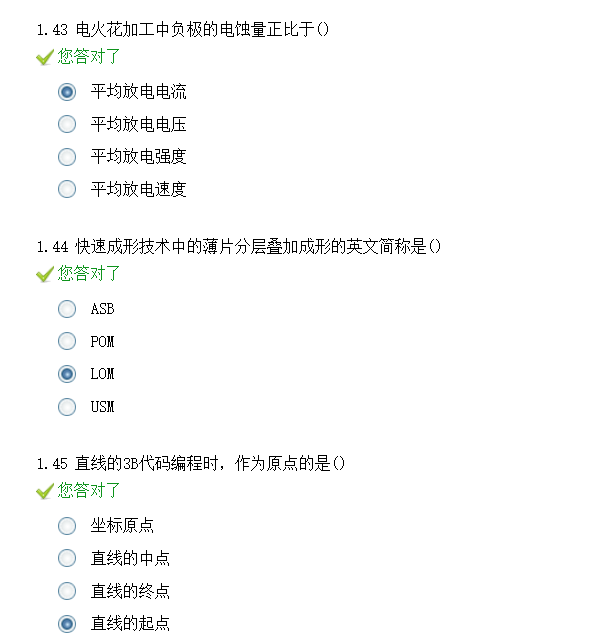 1.43 电火花加工中负极的电蚀量正比于()
您答对了
平均放电电流
平均放电电压
平均放电强度
平均放电速度
1.44 快速成形技术中的薄片分层叠加成形的英文简称是()
您答对了
ASB
POM
LOM
USM
1.45 直线的3B代码编程时，作为原点的是()
您答对了
坐标原点
直线的中点
直线的终点
直线的起点